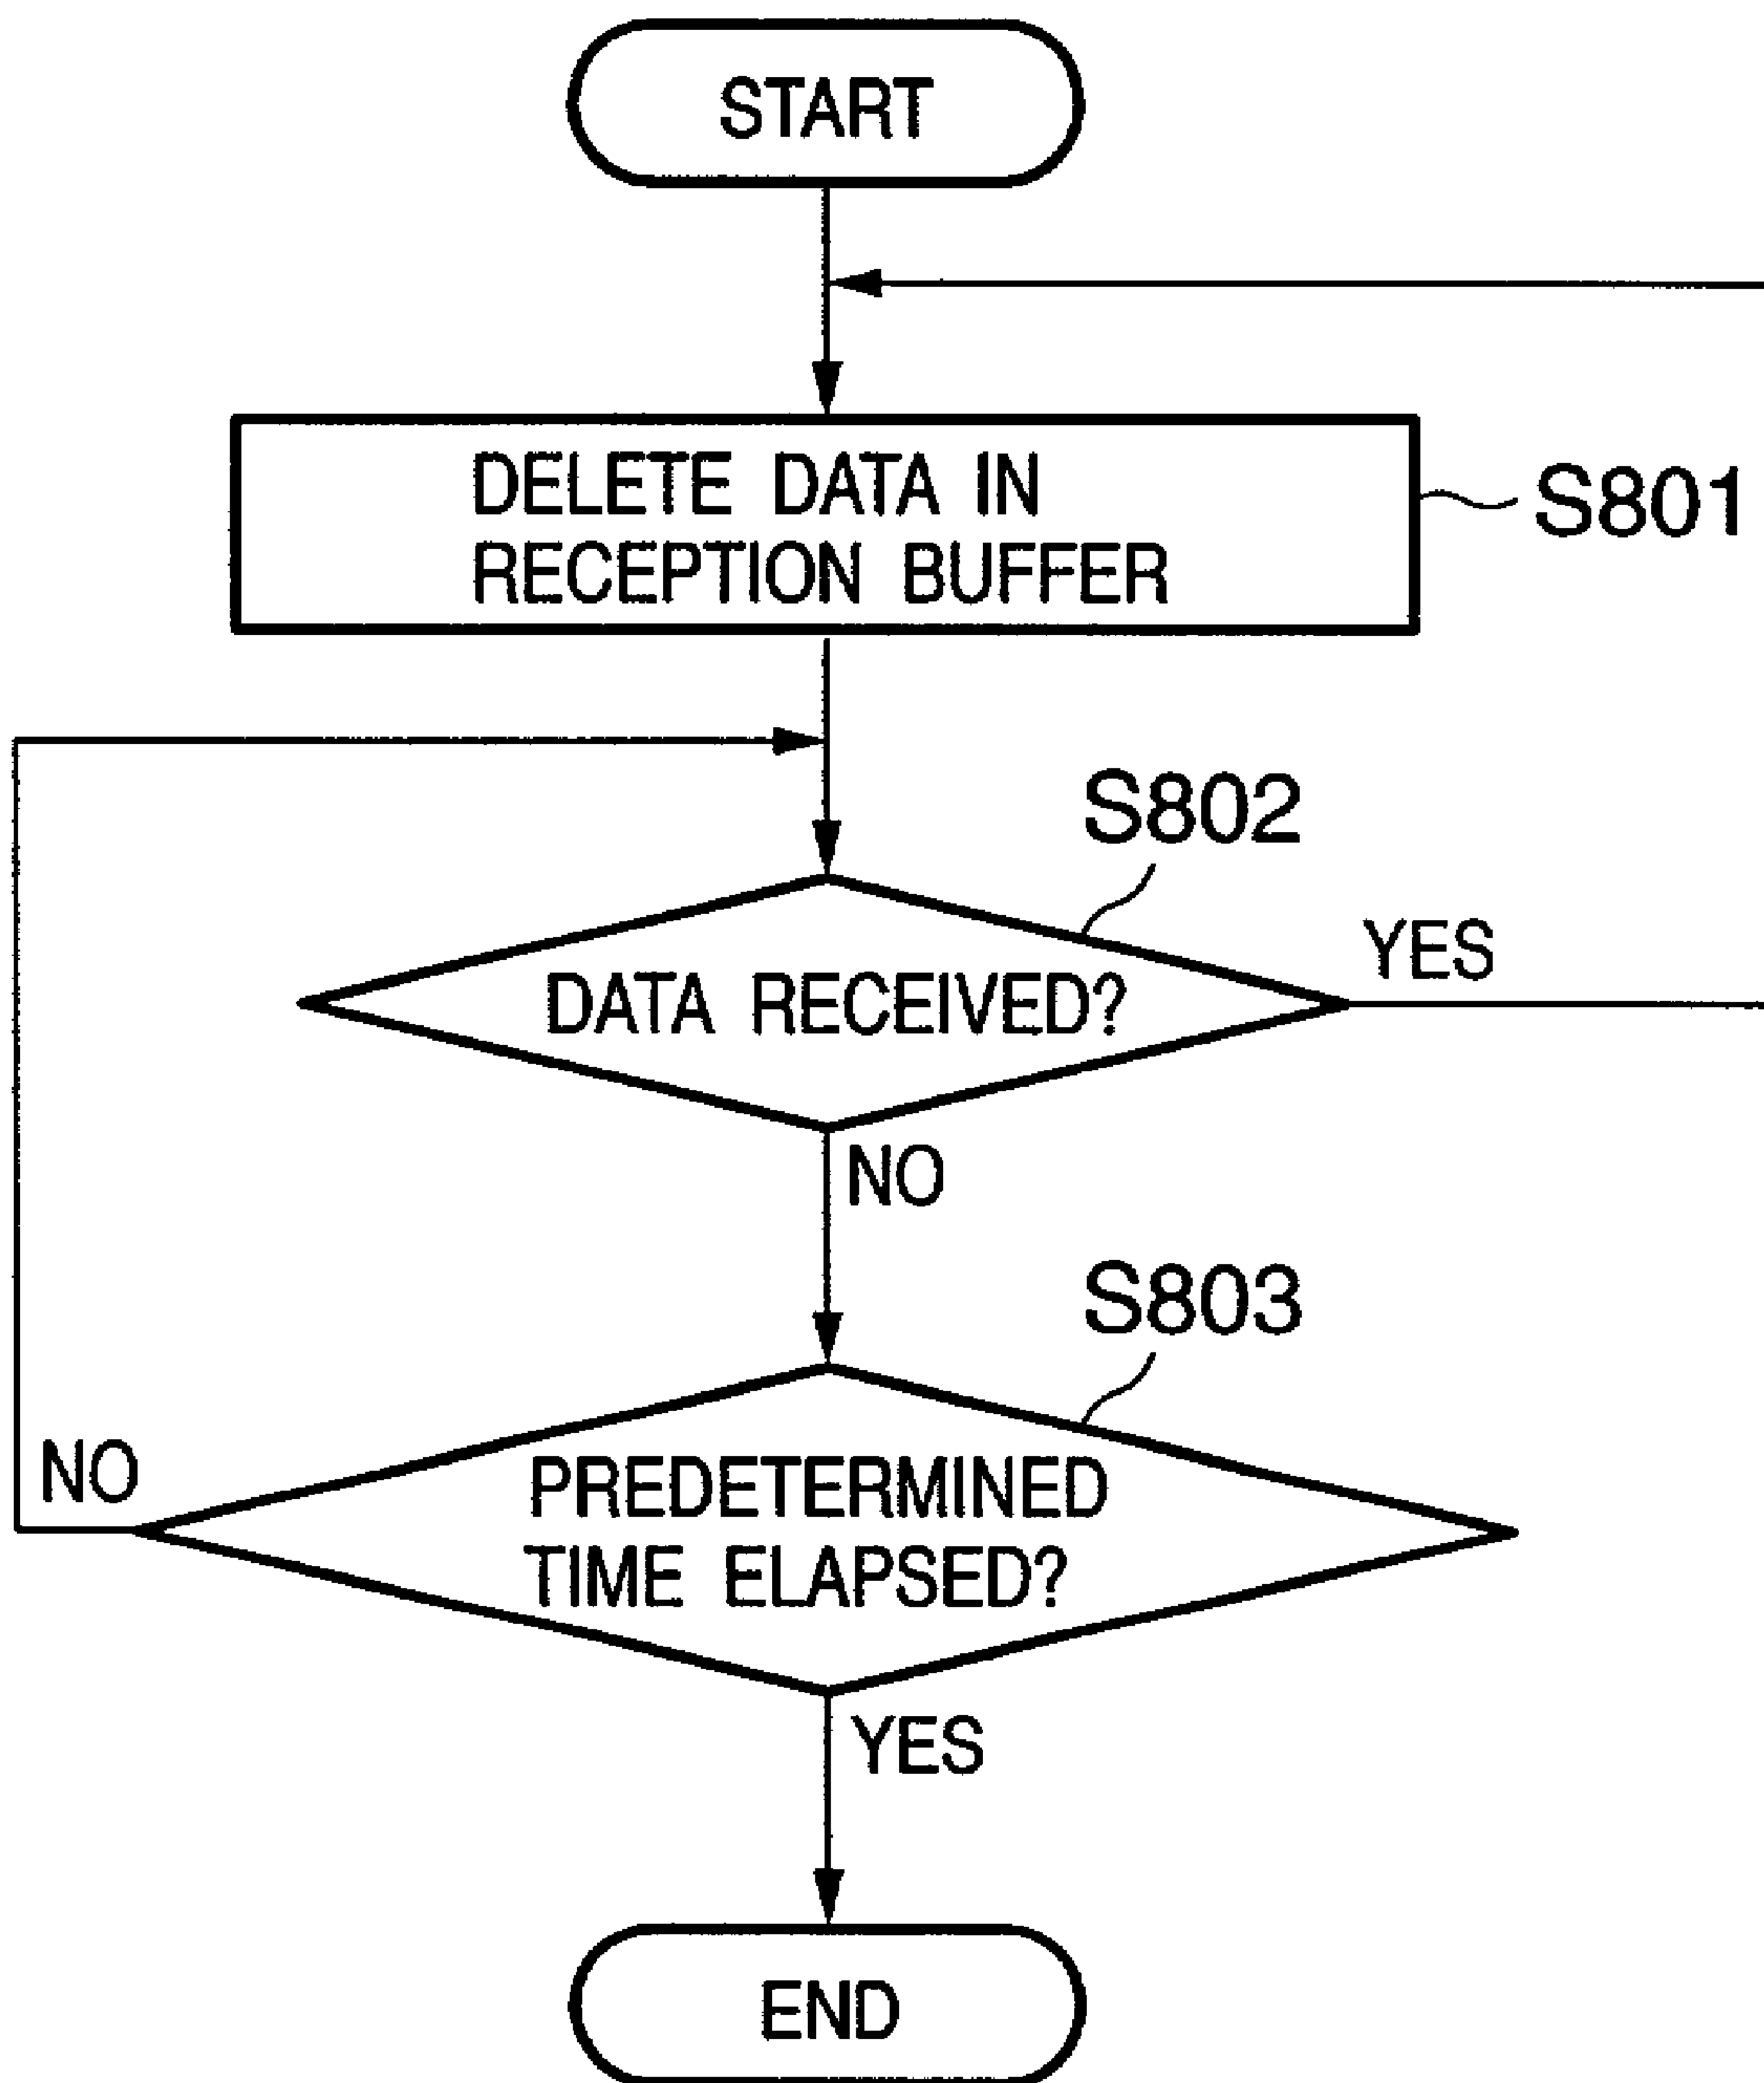 START
DELETE DATA IN
RECEPTION BUFFER
S801
S802
DATA RECEIVED?
YES
NO
S803
NO
PREDETERMINED
TIME ELAPSED?
YES
END